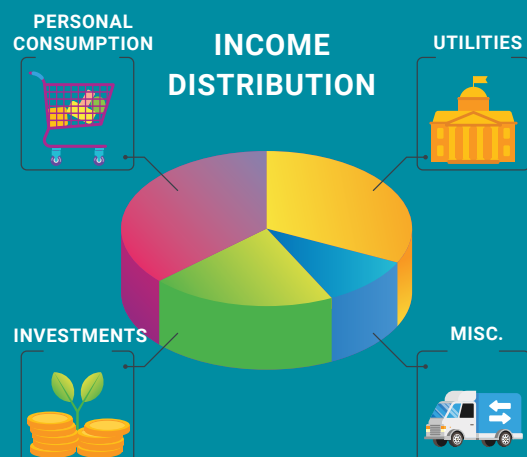 PERSONAL
CONSUMPTION
INCOME
DISTRIBUTION
UTILITIES
INVESTMENTS
MISC.